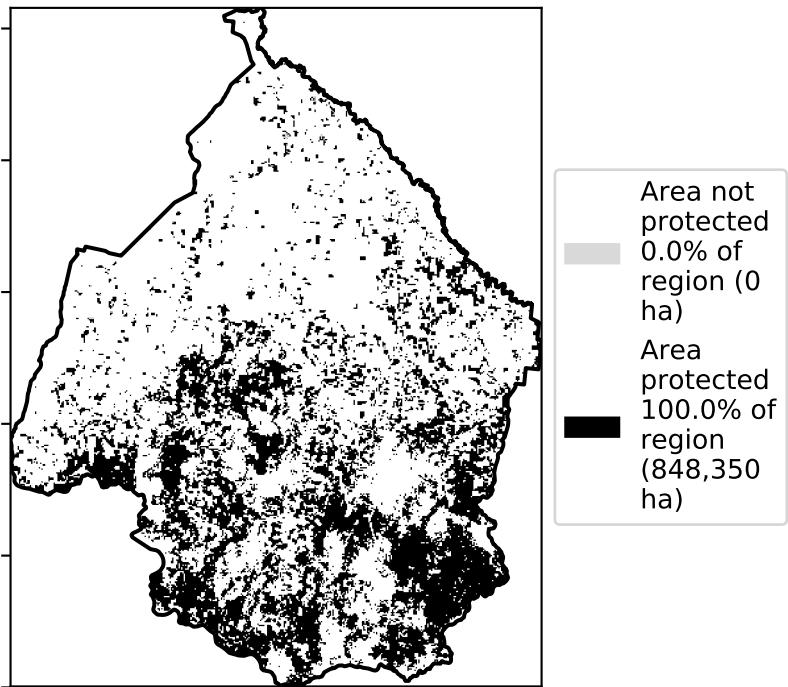 Area not
protected
0.0% of
region (0
ha)
Area
protected
100.0% of
region
(848,350
ha)